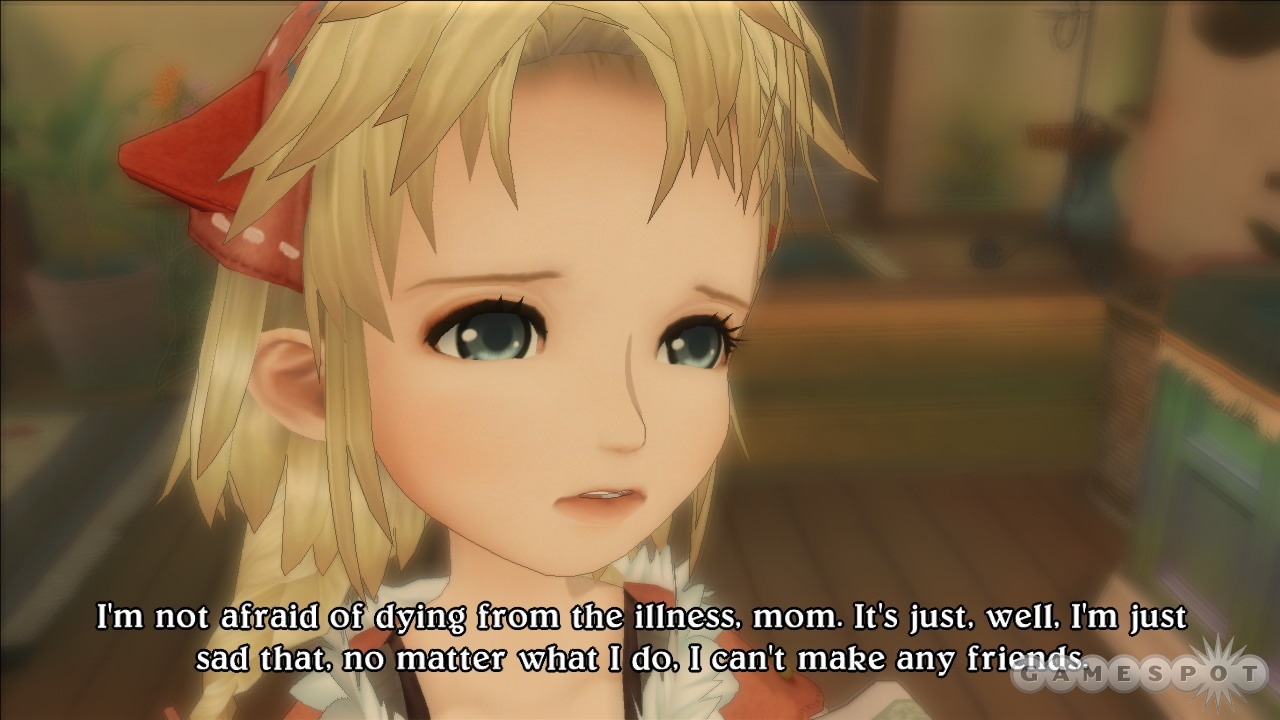 I'm not afraid of dying from the illness, mom. It's just, well, I'm just
sad that, no matter what I do, I can't make any friends.
GAMESPOT